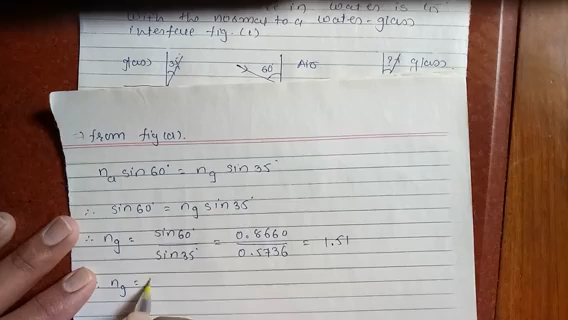 in water is
with the normal to a water-glass
interface fig. (c)
glass 35° 60° Air ? glass
⇒ from fig (a).
na sin 60° = ng sin 35°
∴ sin 60° = ng sin 35°
∴ ng = sin 60° / sin 35° = 0.8660 / 0.5736 = 1.51
∴ ng =